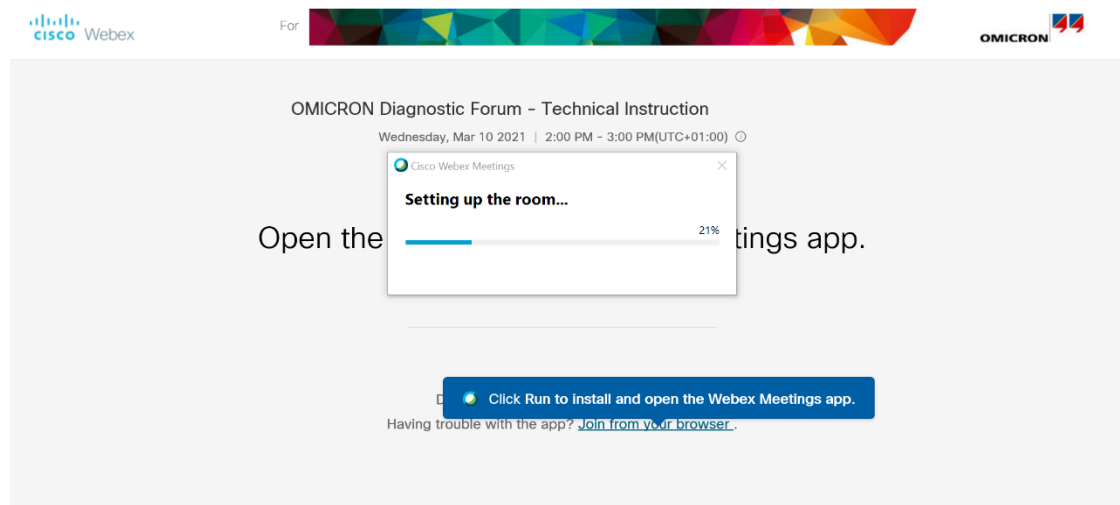 cisco Webex
For
OMICRON
OMICRON Diagnostic Forum - Technical Instruction
Wednesday, Mar 10 2021 | 2:00 PM - 3:00 PM(UTC+01:00)
Cisco Webex Meetings
Setting up the room...
21%
Open the
tings app.
Click Run to install and open the Webex Meetings app.
Having trouble with the app? Join from your browser .